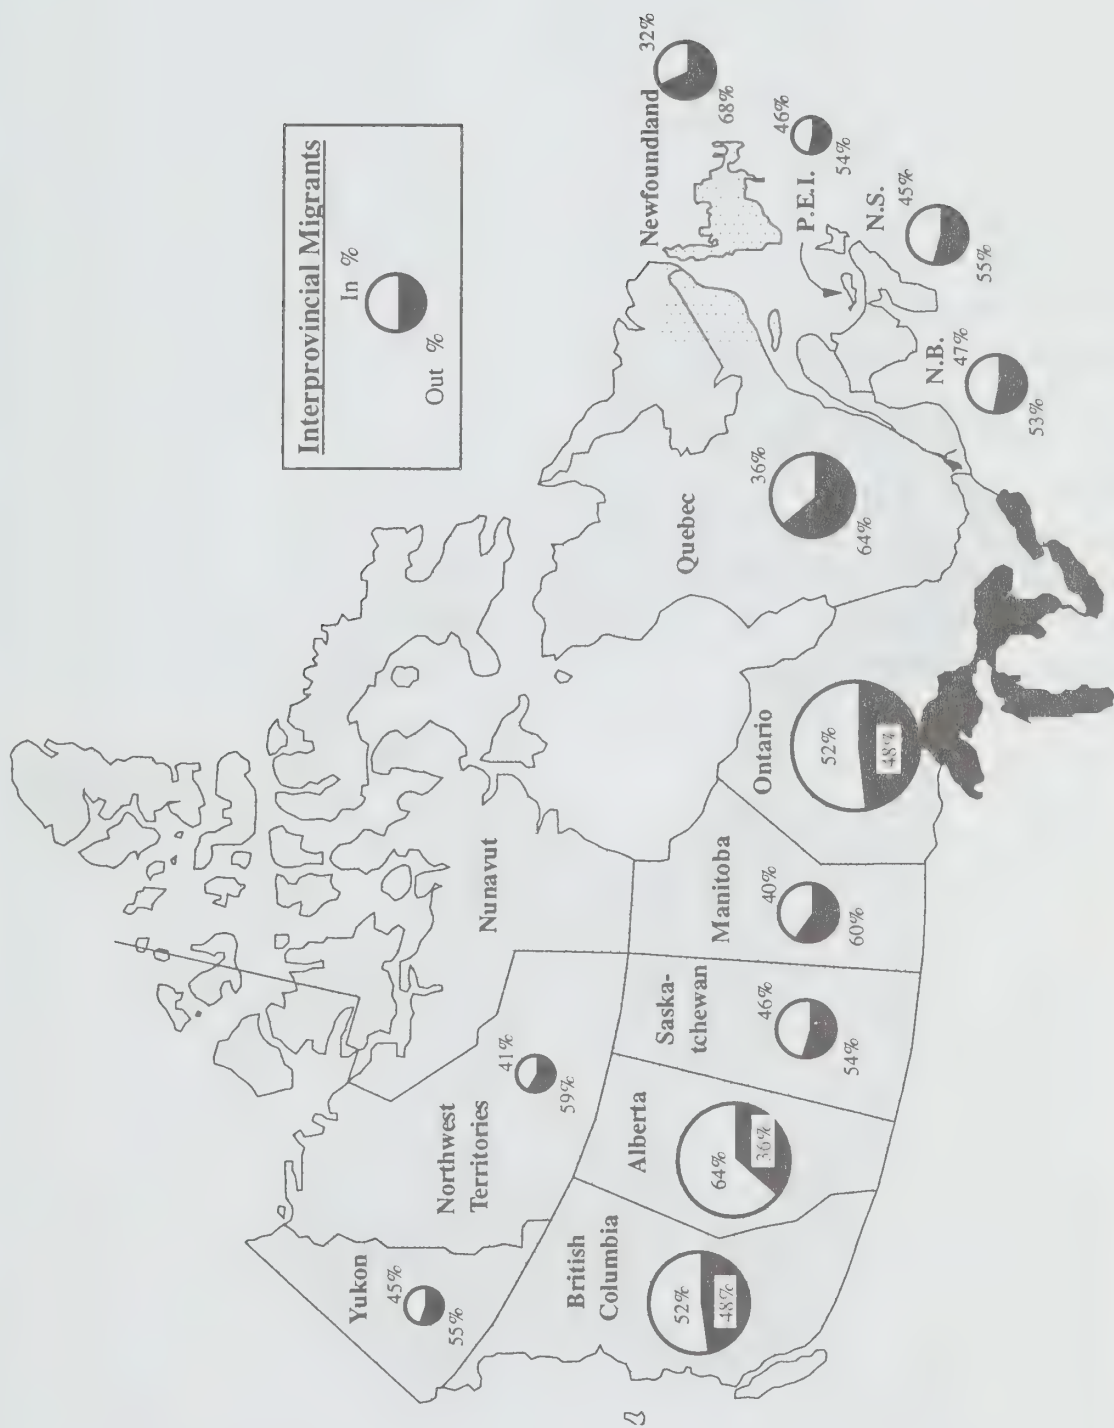 Interprovincial Migrants
In %
Out %
Yukon
45%
55%
Northwest
Territories
41%
59%
Nunavut
British
Columbia
52%
48%
Alberta
64%
36%
Saska-
tchewan
46%
54%
Manitoba
40%
60%
Ontario
52%
48%
Quebec
36%
64%
Newfoundland
32%
68%
P.E.I.
46%
54%
N.S.
45%
55%
N.B.
47%
53%